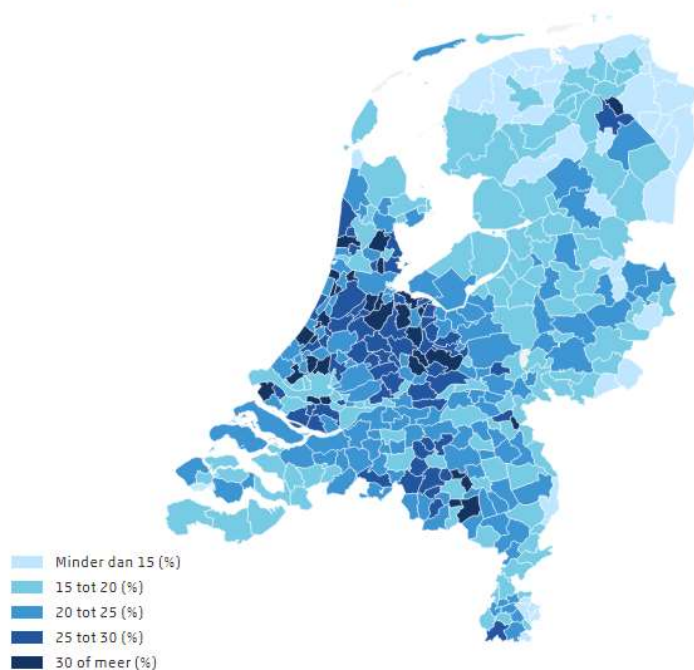 Minder dan 15 (%)
15 tot 20 (%)
20 tot 25 (%)
25 tot 30 (%)
30 of meer (%)